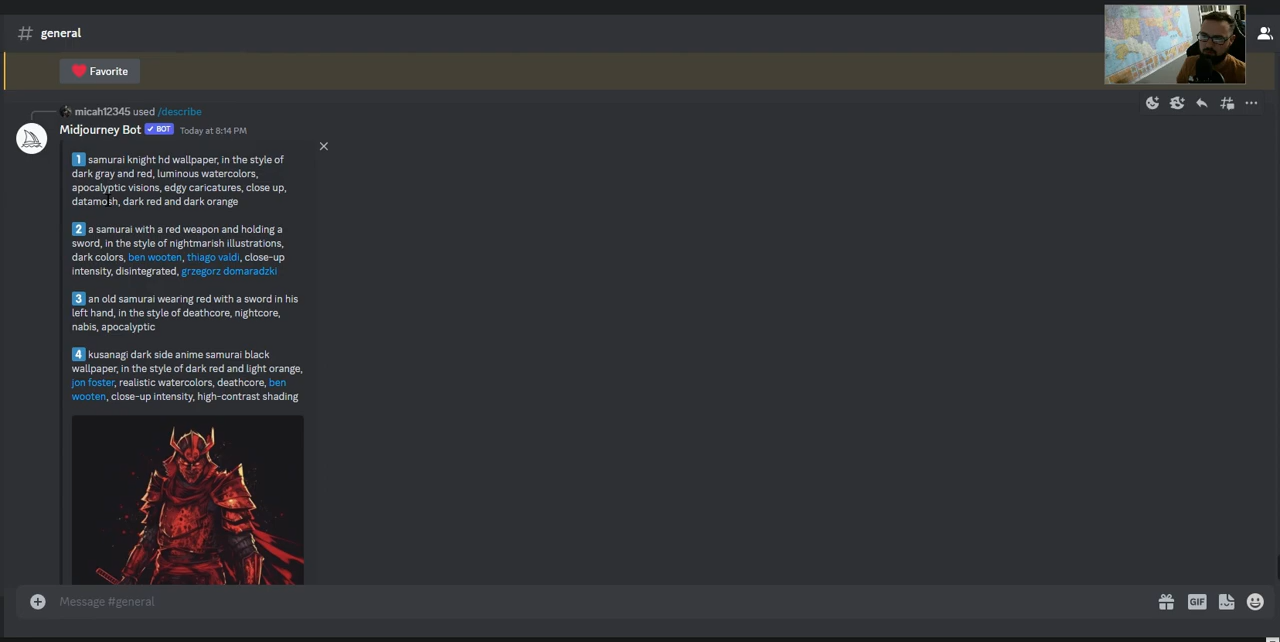 # general
Favorite
micah12345 used /describe
Midjourney Bot ✓ BOT Today at 8:14 PM
1 samurai knight hd wallpaper, in the style of
dark gray and red, luminous watercolors,
apocalyptic visions, edgy caricatures, close up,
datamosh, dark red and dark orange
2 a samurai with a red weapon and holding a
sword, in the style of nightmarish illustrations,
dark colors, ben wooten, thiago valdi, close-up
intensity, disintegrated, grzegorz domaradzki
3 an old samurai wearing red with a sword in his
left hand, in the style of deathcore, nightcore,
nabis, apocalyptic
4 kusanagi dark side anime samurai black
wallpaper, in the style of dark red and light orange,
jon foster, realistic watercolors, deathcore, ben
wooten, close-up intensity, high-contrast shading
Message #general
GIF